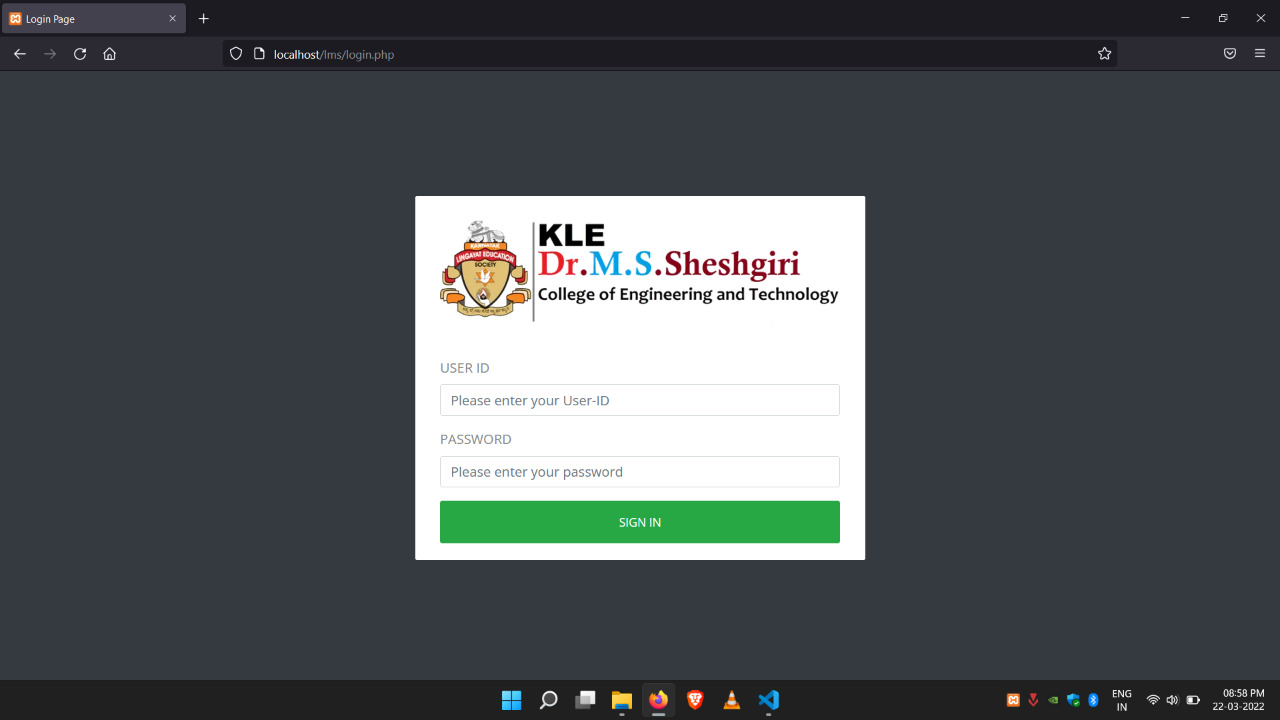 Login Page
localhost/lms/login.php
KARNATAK
LINGAYAT EDUCATION
SOCIETY
KLE
Dr.M.S.Sheshgiri
College of Engineering and Technology
USER ID
Please enter your User-ID
PASSWORD
Please enter your password
SIGN IN
ENG
IN
08:58 PM
22-03-2022